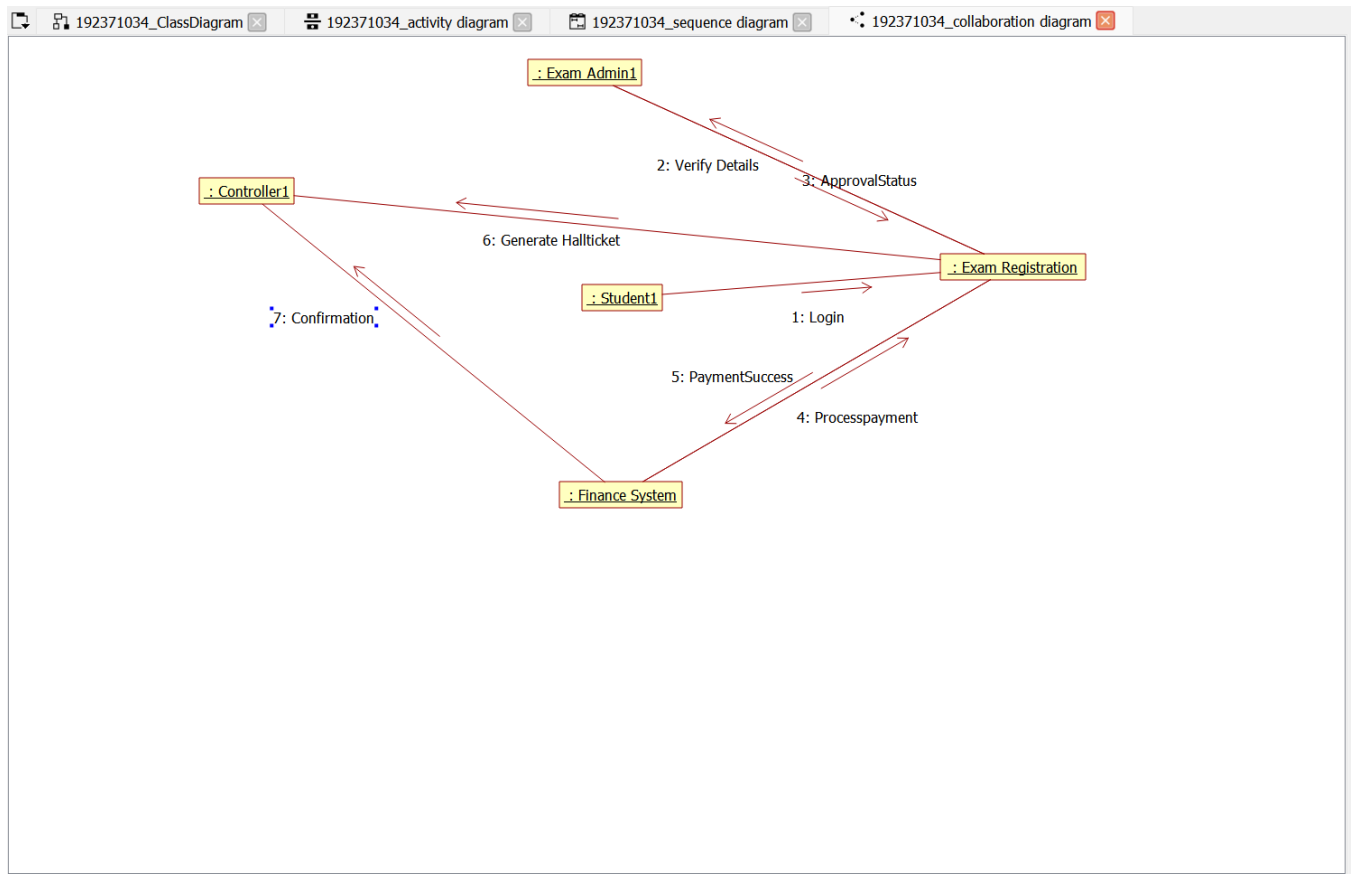 192371034_ClassDiagram
192371034_activity diagram
192371034_sequence diagram
192371034_collaboration diagram
: Exam Admin1
2: Verify Details
3: ApprovalStatus
: Controller1
6: Generate Hallticket
: Exam Registration
: Student1
1: Login
7: Confirmation
5: PaymentSuccess
4: Processpayment
: Finance System